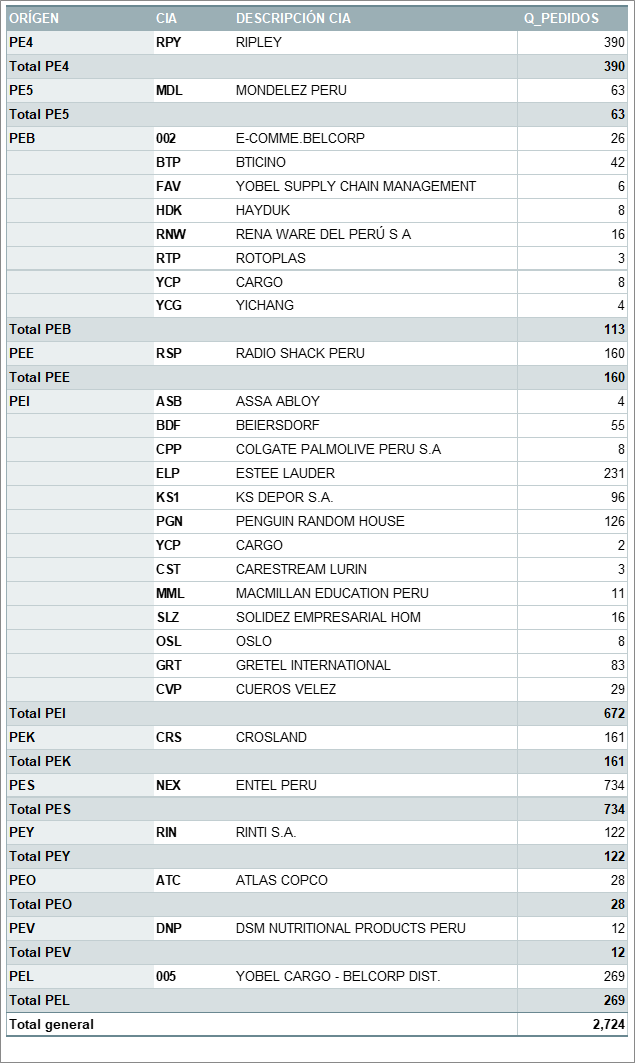 ORÍGEN CIA DESCRIPCIÓN CIA Q_PEDIDOS
PE4 RPY RIPLEY 390
Total PE4 390
PE5 MDL MONDELEZ PERU 63
Total PE5 63
PEB 002 E-COMME.BELCORP 26
BTP BTICINO 42
FAV YOBEL SUPPLY CHAIN MANAGEMENT 6
HDK HAYDUK 8
RNW RENA WARE DEL PERÚ S A 16
RTP ROTOPLAS 3
YCP CARGO 8
YCG YICHANG 4
Total PEB 113
PEE RSP RADIO SHACK PERU 160
Total PEE 160
PEI ASB ASSA ABLOY 4
BDF BEIERSDORF 55
CPP COLGATE PALMOLIVE PERU S.A 8
ELP ESTEE LAUDER 231
KS1 KS DEPOR S.A. 96
PGN PENGUIN RANDOM HOUSE 126
YCP CARGO 2
CST CARESTREAM LURIN 3
MML MACMILLAN EDUCATION PERU 11
SLZ SOLIDEZ EMPRESARIAL HOM 16
OSL OSLO 8
GRT GRETEL INTERNATIONAL 83
CVP CUEROS VELEZ 29
Total PEI 672
PEK CRS CROSLAND 161
Total PEK 161
PES NEX ENTEL PERU 734
Total PES 734
PEY RIN RINTI S.A. 122
Total PEY 122
PEO ATC ATLAS COPCO 28
Total PEO 28
PEV DNP DSM NUTRITIONAL PRODUCTS PERU 12
Total PEV 12
PEL 005 YOBEL CARGO - BELCORP DIST. 269
Total PEL 269
Total general 2,724